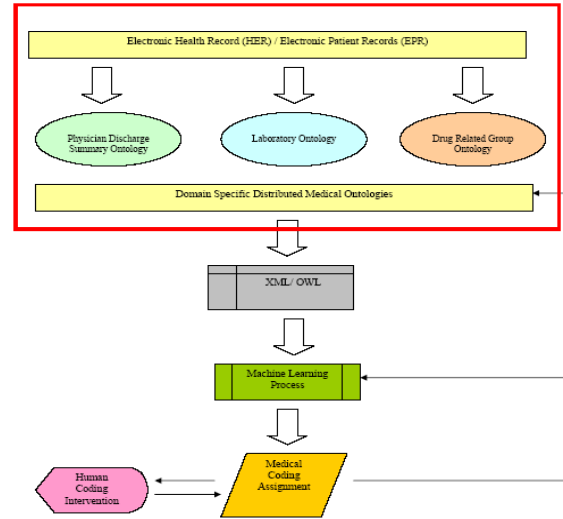 Electronic Health Record (HER) / Electronic Patient Records (EPR)
Physician Discharge
Summary Ontology
Laboratory Ontology
Drug Related Group
Ontology
Domain Specific Distributed Medical Ontologies
XML/ OWL
Machine Learning
Process
Medical
Coding
Assignment
Human
Coding
Intervention